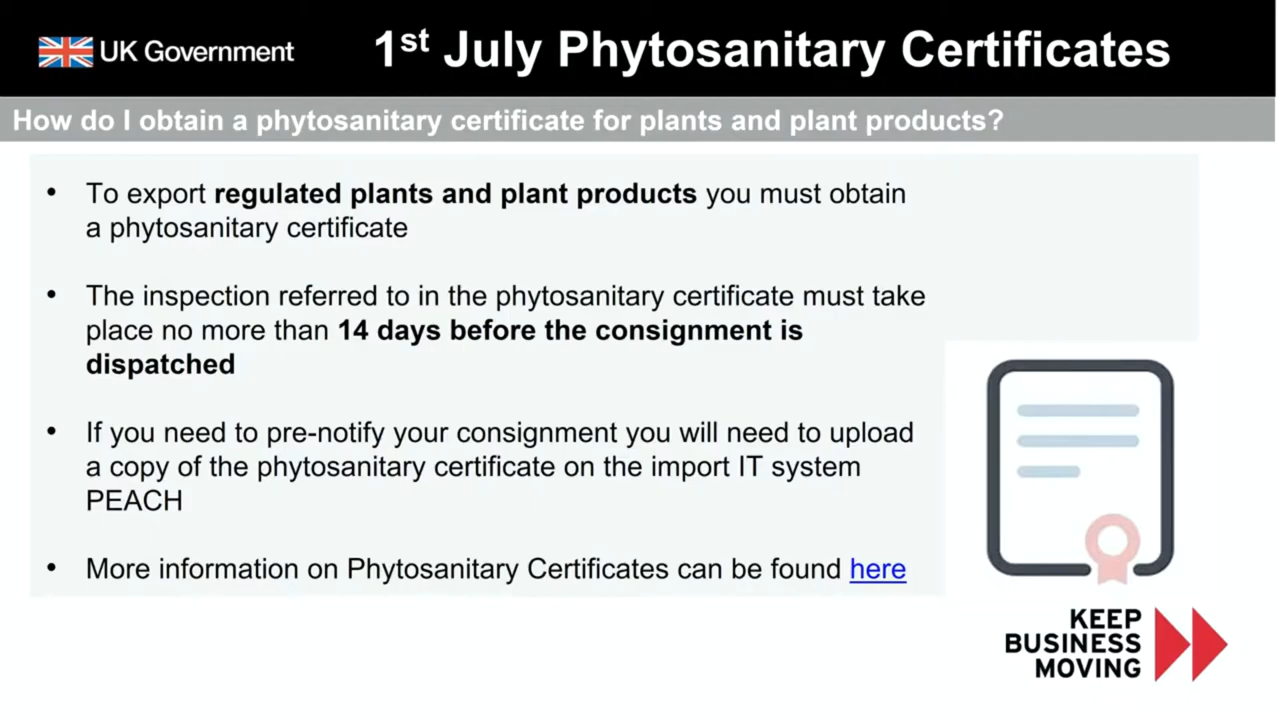 UK Government
1st July Phytosanitary Certificates
How do I obtain a phytosanitary certificate for plants and plant products?
• To export regulated plants and plant products you must obtain
a phytosanitary certificate
• The inspection referred to in the phytosanitary certificate must take
place no more than 14 days before the consignment is
dispatched
• If you need to pre-notify your consignment you will need to upload
a copy of the phytosanitary certificate on the import IT system
PEACH
• More information on Phytosanitary Certificates can be found here
KEEP
BUSINESS
MOVING